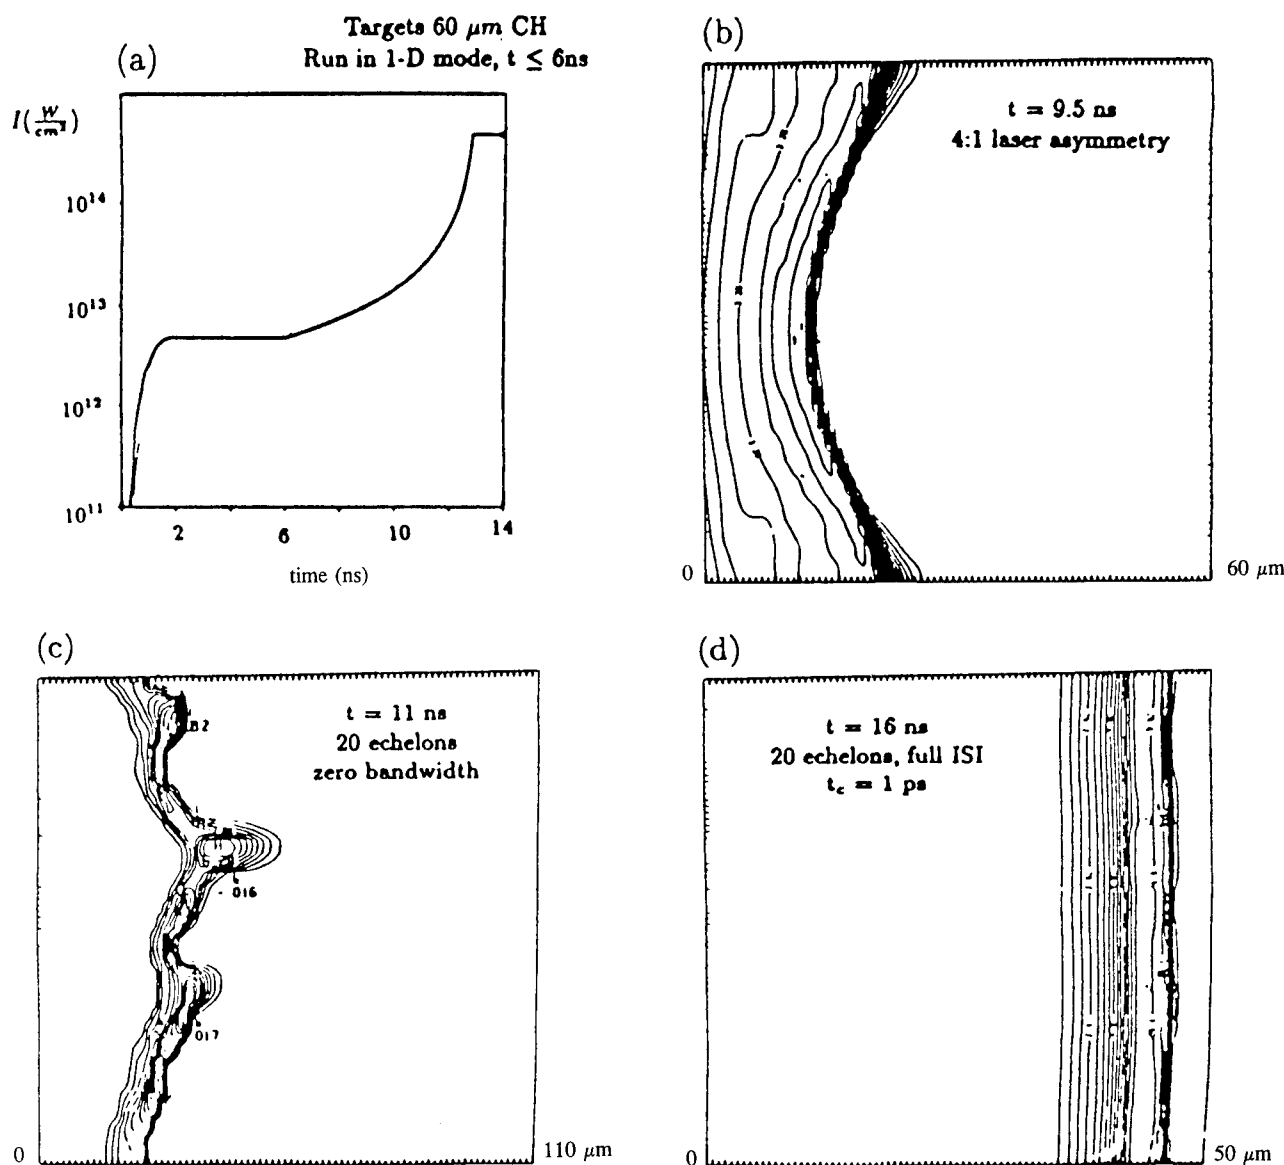 (a)
Targets 60 μm CH
Run in 1-D mode, t ≤ 6ns
I(W/cm²)
10¹⁴
10¹³
10¹²
10¹¹
2
6
10
14
time (ns)
(b)
t = 9.5 ns
4:1 laser asymmetry
0
60 μm
(c)
t = 11 ns
20 echelons
zero bandwidth
.016
.017
0
110 μm
(d)
t = 16 ns
20 echelons, full ISI
t_c = 1 ps
0
50 μm